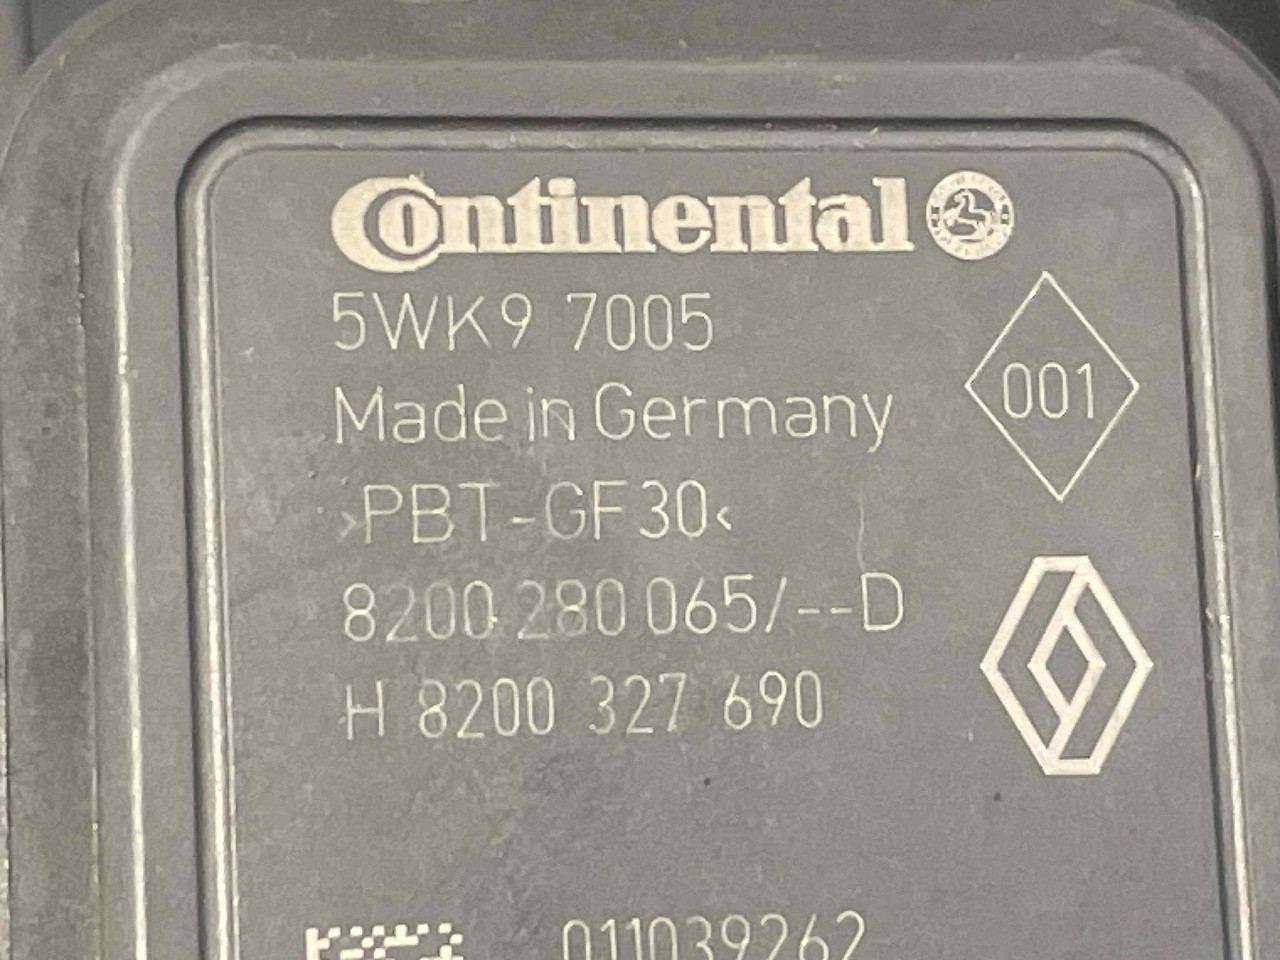 Continental
5WK9 7005
001
Made in Germany
>PBT-GF30<
8200 280 065/--D
H 8200 327 690
011039262